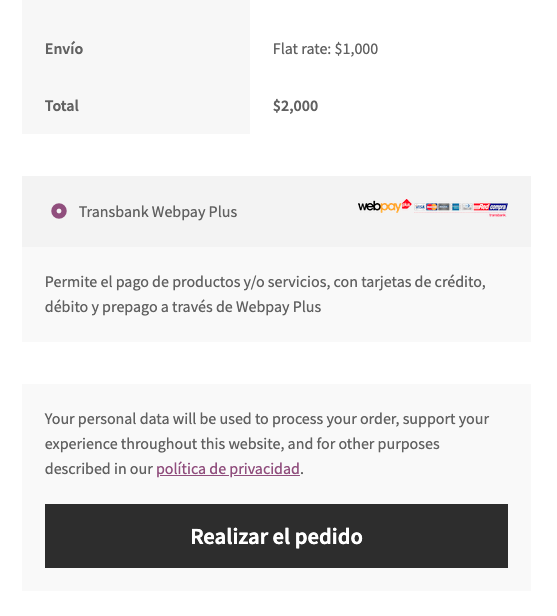 Envío Flat rate: $1,000
Total $2,000
Transbank Webpay Plus webpay VISA redcompra
Permite el pago de productos y/o servicios, con tarjetas de crédito,
débito y prepago a través de Webpay Plus
Your personal data will be used to process your order, support your
experience throughout this website, and for other purposes
described in our política de privacidad.
Realizar el pedido